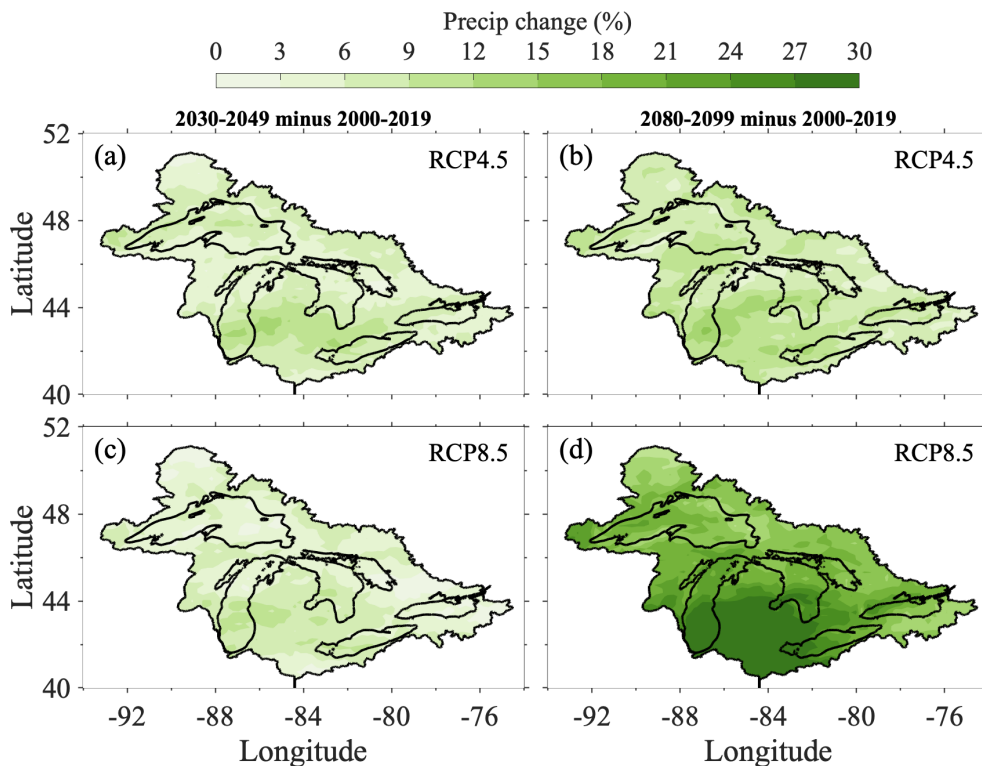 Precip change (%)
0 3 6 9 12 15 18 21 24 27 30
2030-2049 minus 2000-2019
2080-2099 minus 2000-2019
(a)
RCP4.5
(b)
RCP4.5
52
48
44
40
Latitude
(c)
RCP8.5
(d)
RCP8.5
52
48
44
40
Latitude
-92 -88 -84 -80 -76
-92 -88 -84 -80 -76
Longitude
Longitude